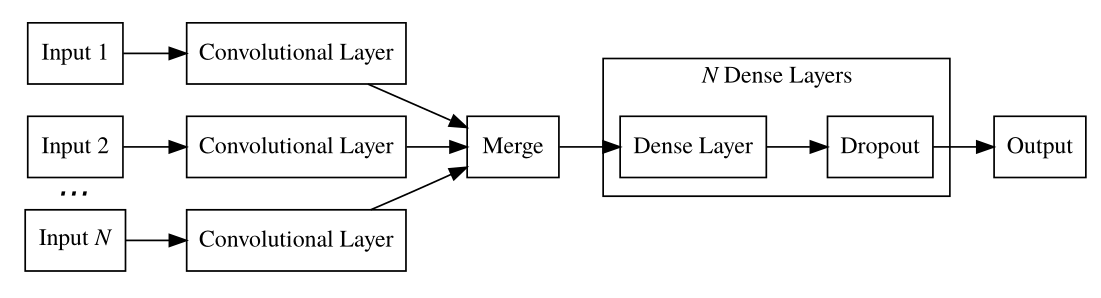 Input 1
Convolutional Layer
Input 2
Convolutional Layer
...
Input N
Convolutional Layer
Merge
N Dense Layers
Dense Layer
Dropout
Output